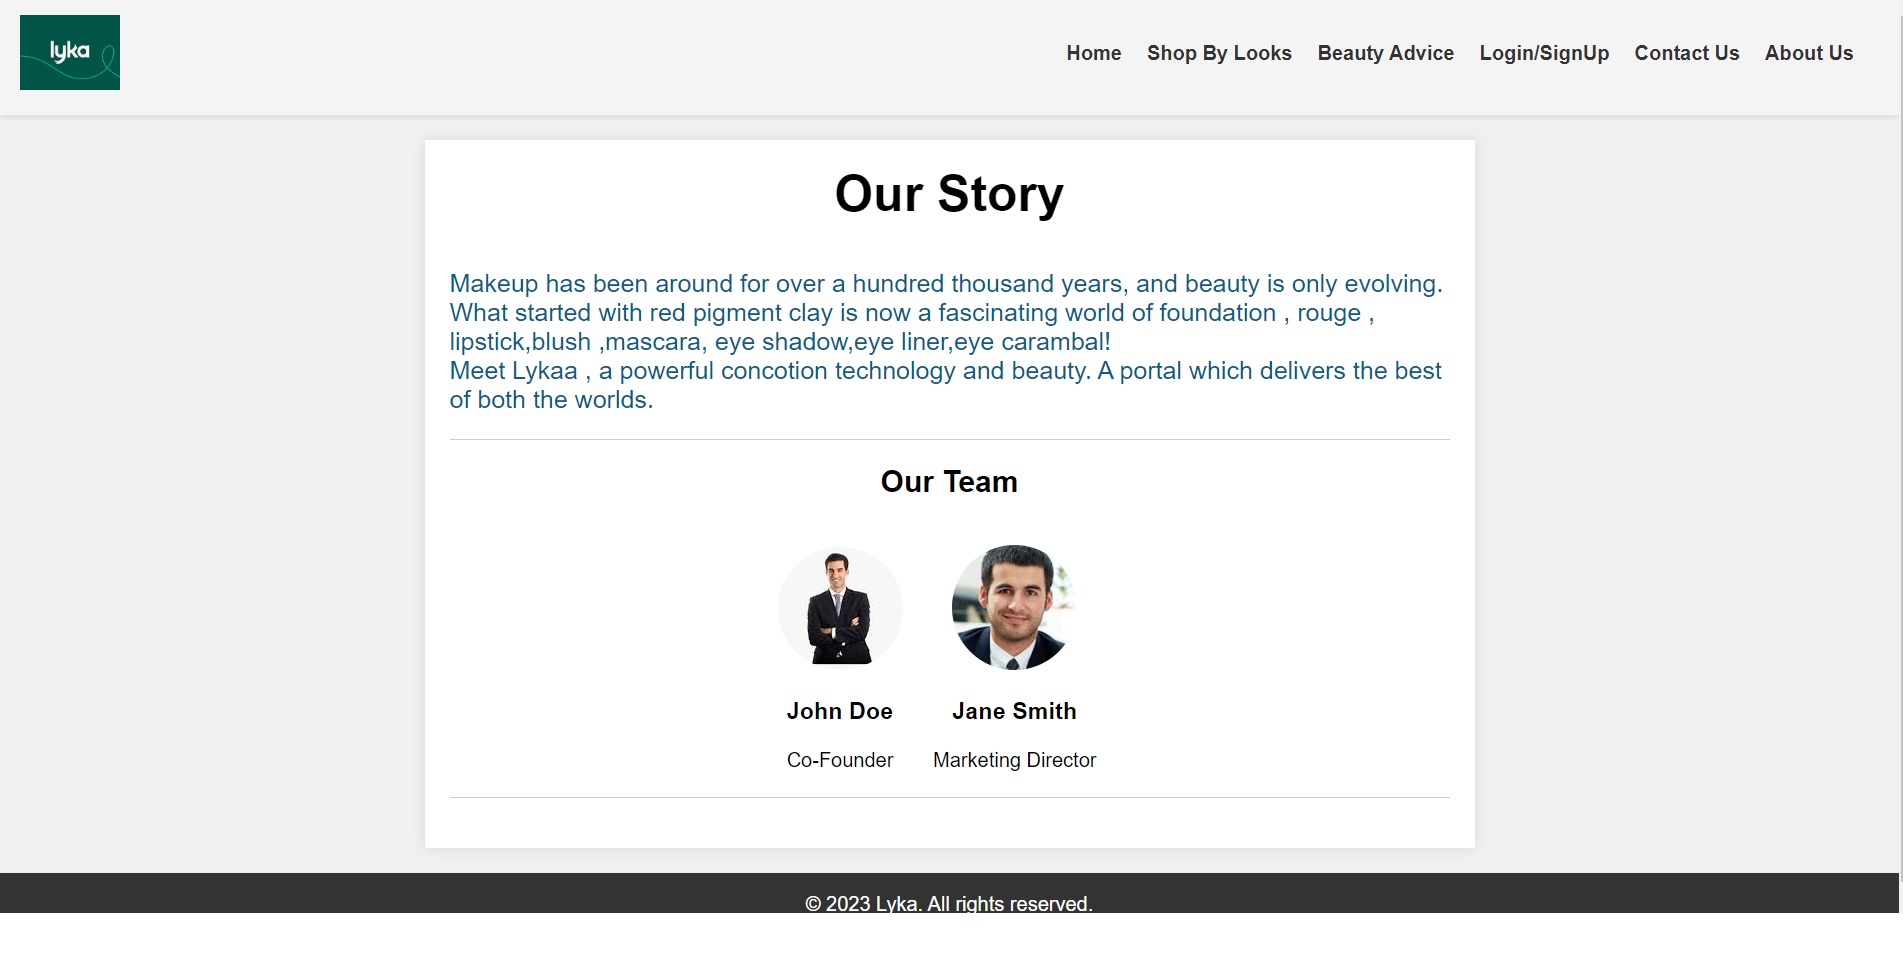 lyka
Home Shop By Looks Beauty Advice Login/SignUp Contact Us About Us
Our Story
Makeup has been around for over a hundred thousand years, and beauty is only evolving.
What started with red pigment clay is now a fascinating world of foundation , rouge ,
lipstick,blush ,mascara, eye shadow,eye liner,eye carambal!
Meet Lykaa , a powerful concotion technology and beauty. A portal which delivers the best
of both the worlds.
Our Team
John Doe
Co-Founder
Jane Smith
Marketing Director
© 2023 Lyka. All rights reserved.